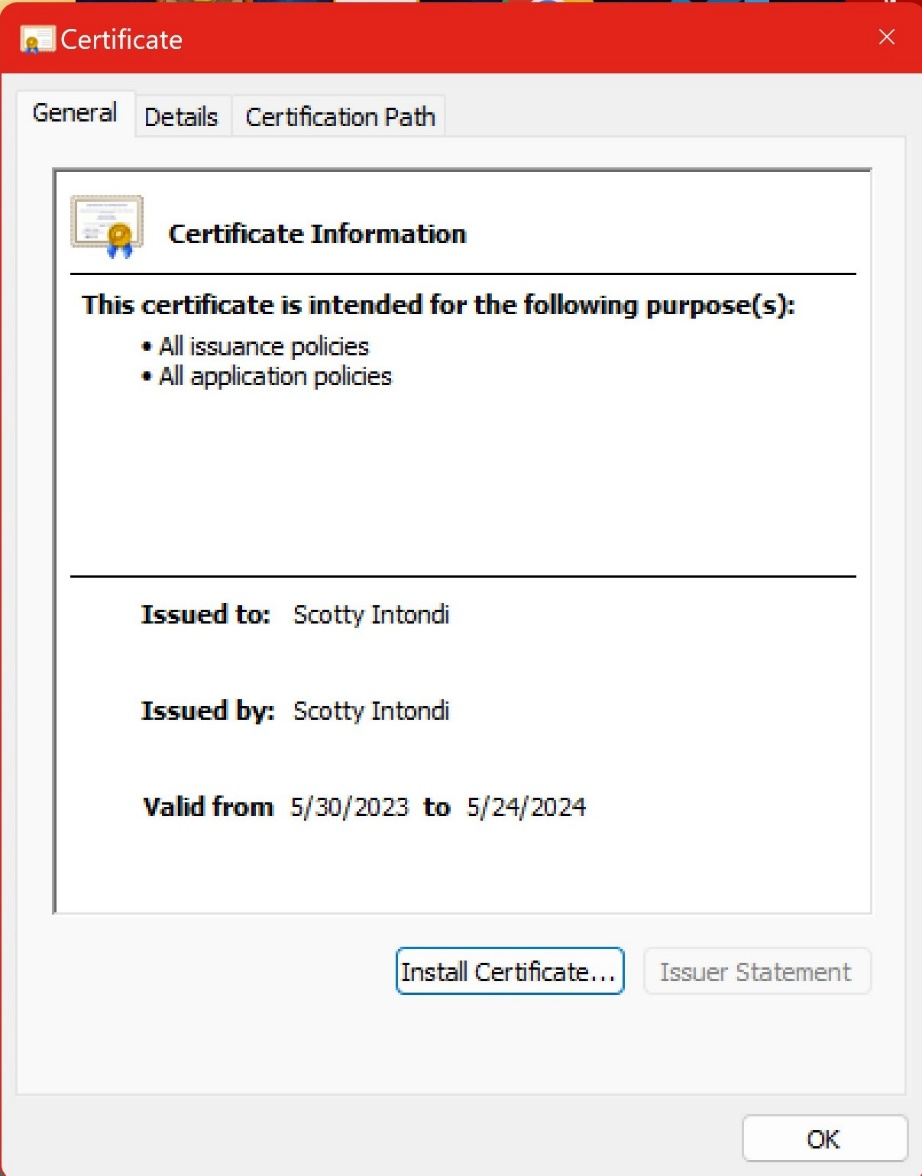 Certificate
General Details Certification Path
Certificate Information
This certificate is intended for the following purpose(s):
• All issuance policies
• All application policies
Issued to: Scotty Intondi
Issued by: Scotty Intondi
Valid from 5/30/2023 to 5/24/2024
Install Certificate... Issuer Statement
OK